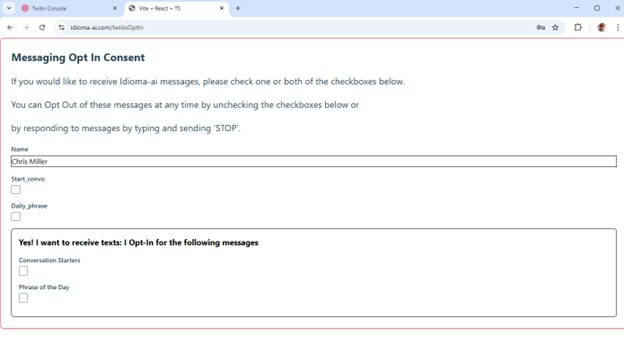 Twilio Console
Vite + React + TS
idioma-ai.com/twilioOptIn
Messaging Opt In Consent
If you would like to receive Idioma-ai messages, please check one or both of the checkboxes below.
You can Opt Out of these messages at any time by unchecking the checkboxes below or
by responding to messages by typing and sending 'STOP'.
Name
Chris Miller
Start_convo
Daily_phrase
Yes! I want to receive texts: I Opt-In for the following messages
Conversation Starters
Phrase of the Day